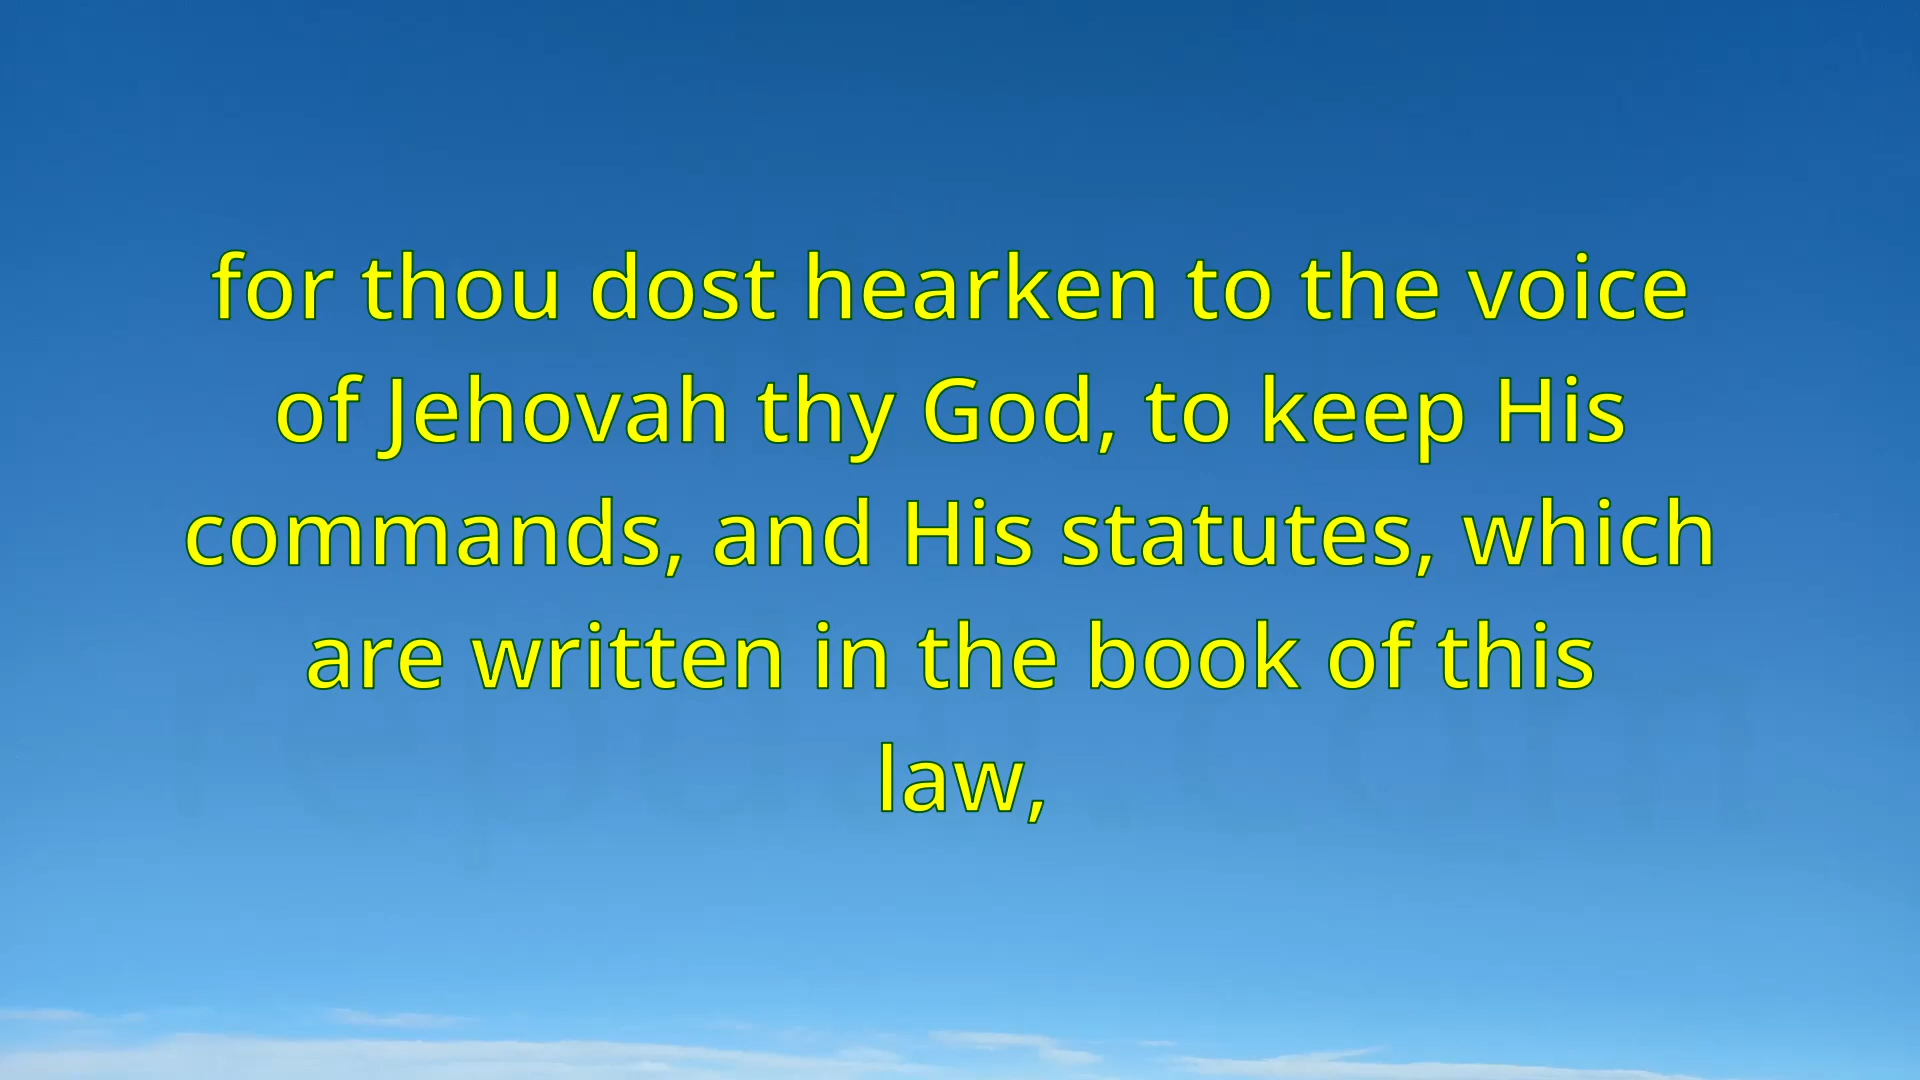 for thou dost hearken to the voice
of Jehovah thy God, to keep His
commands, and His statutes, which
are written in the book of this
law,